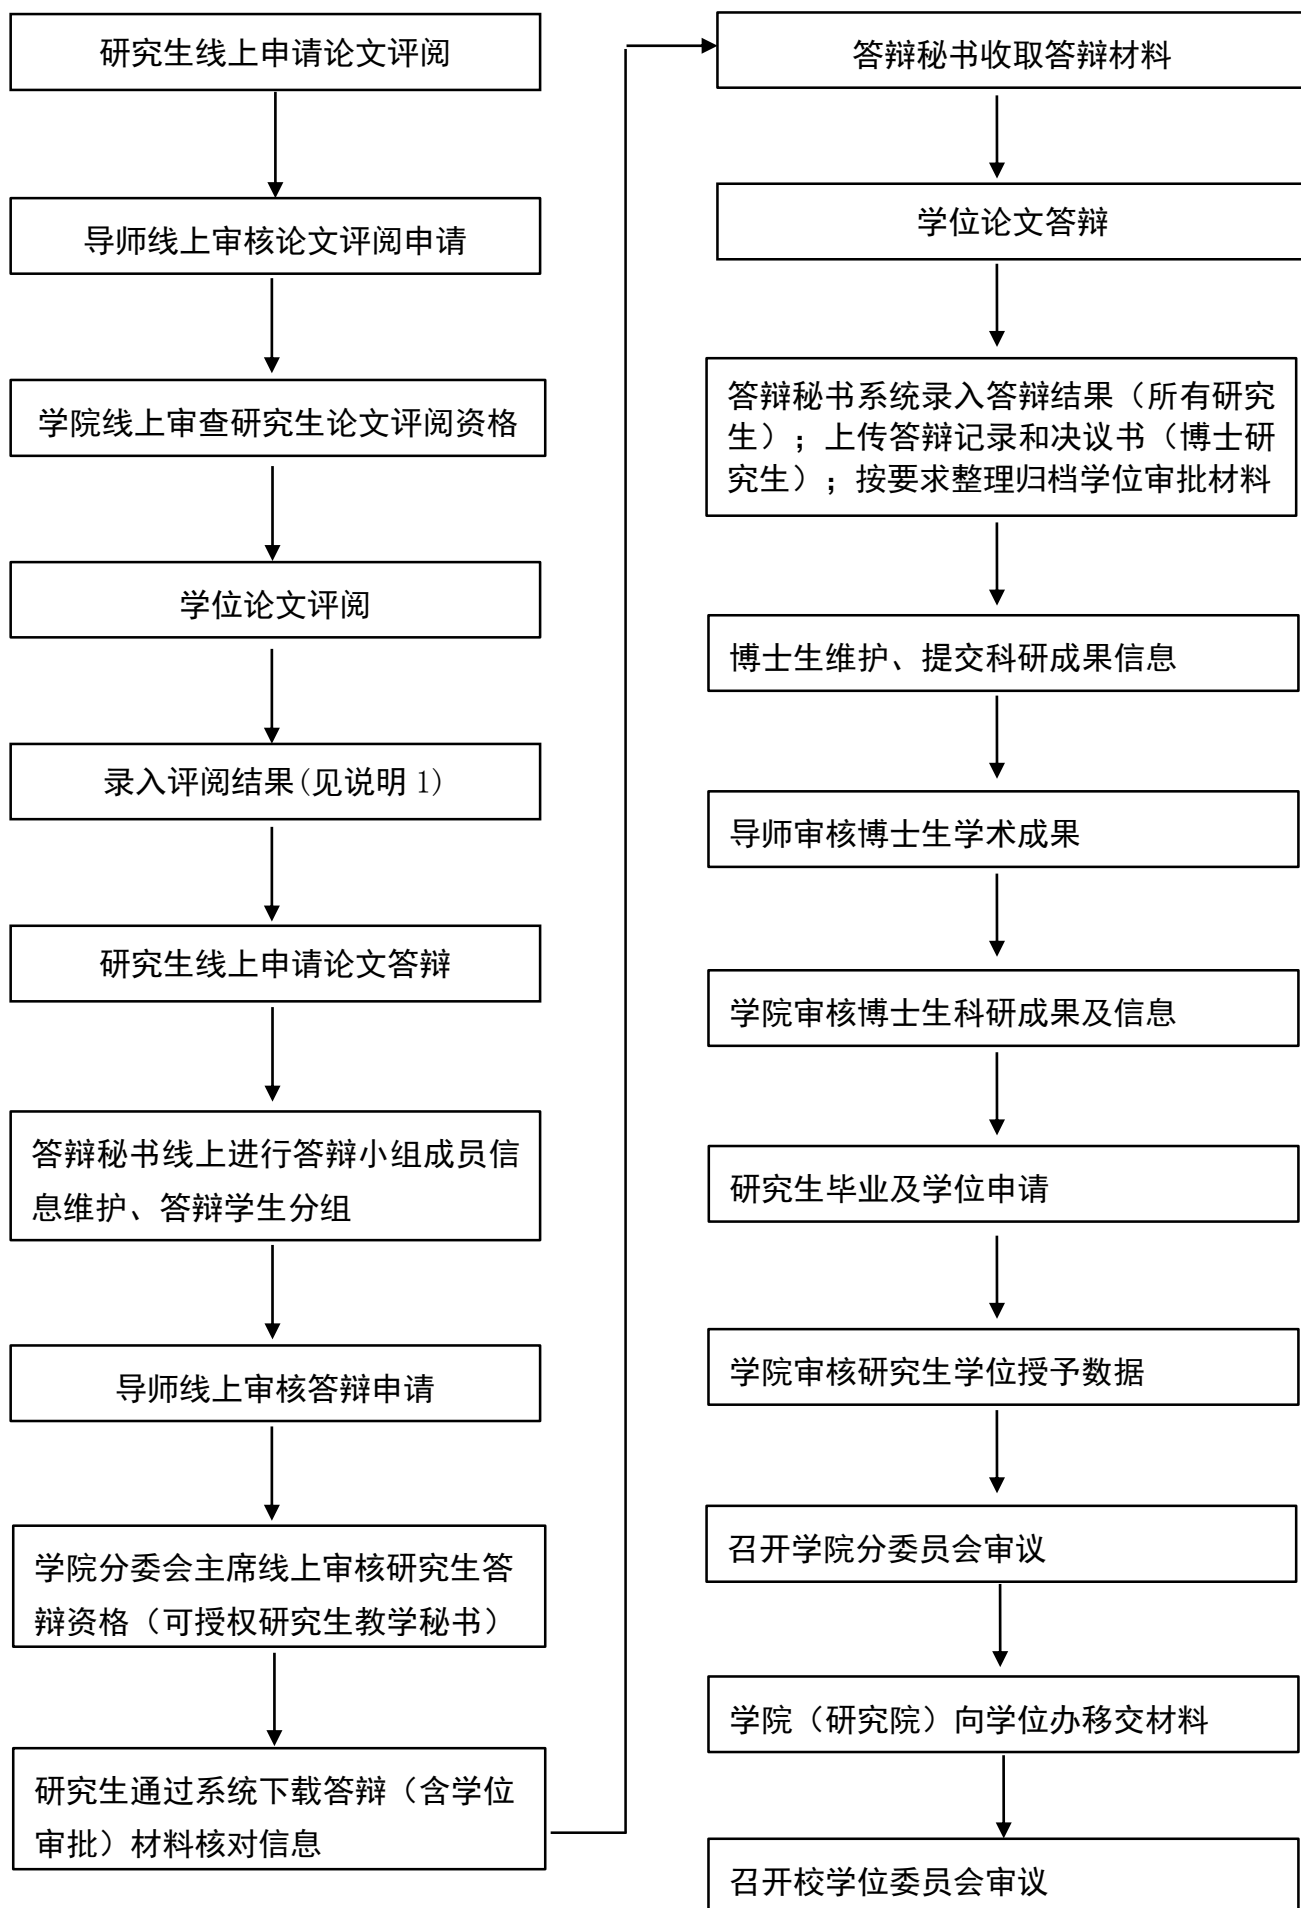 研究生线上申请论文评阅
导师线上审核论文评阅申请
学院线上审查研究生论文评阅资格
学位论文评阅
录入评阅结果(见说明 1)
研究生线上申请论文答辩
答辩秘书线上进行答辩小组成员信
息维护、答辩学生分组
导师线上审核答辩申请
学院分委会主席线上审核研究生答
辩资格（可授权研究生教学秘书）
研究生通过系统下载答辩（含学位
审批）材料核对信息
答辩秘书收取答辩材料
学位论文答辩
答辩秘书系统录入答辩结果（所有研究
生）；上传答辩记录和决议书（博士研
究生）；按要求整理归档学位审批材料
博士生维护、提交科研成果信息
导师审核博士生学术成果
学院审核博士生科研成果及信息
研究生毕业及学位申请
学院审核研究生学位授予数据
召开学院分委员会审议
学院（研究院）向学位办移交材料
召开校学位委员会审议